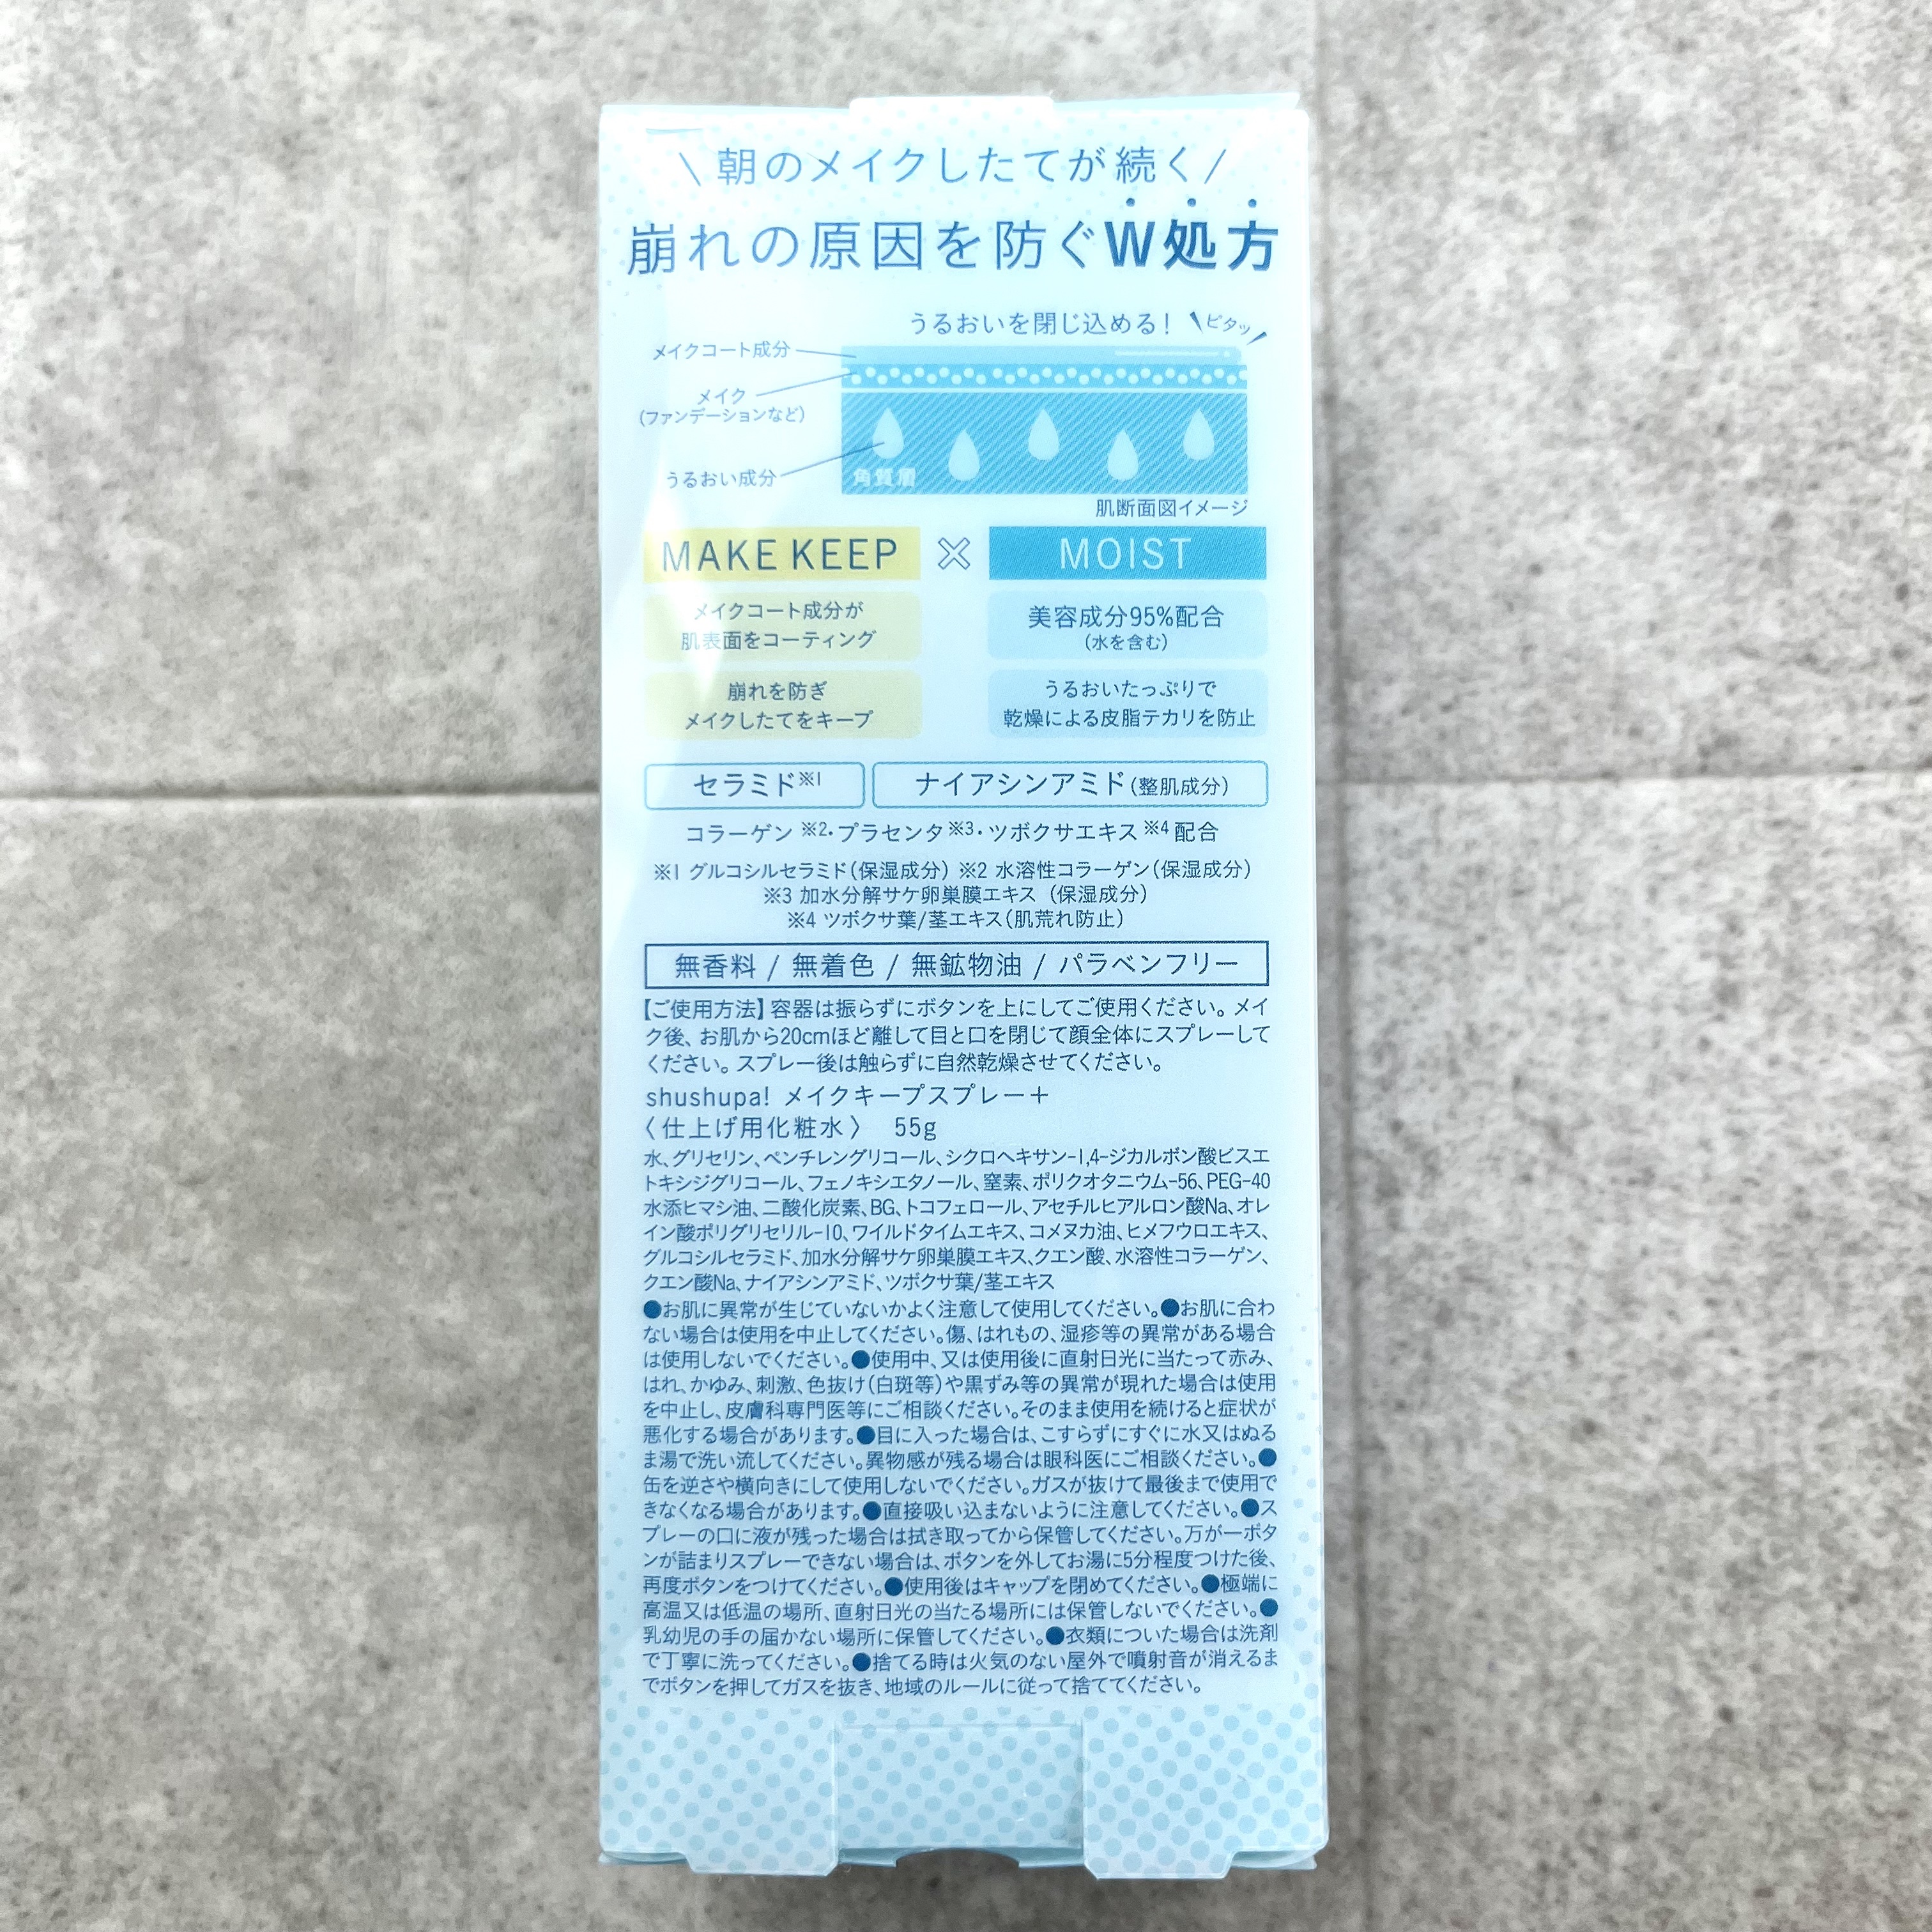 \ 朝のメイクしたてが続く /
崩れの原因を防ぐW処方
うるおいを閉じ込める! ピタッ
メイクコート成分
メイク
(ファンデーションなど)
うるおい成分
角質層
肌断面図イメージ
MAKE KEEP × MOIST
メイクコート成分が
肌表面をコーティング
美容成分95%配合
(水を含む)
崩れを防ぎ
メイクしたてをキープ
うるおいたっぷりで
乾燥による皮脂テカリを防止
セラミド※1 ナイアシンアミド(整肌成分)
コラーゲン※2・プラセンタ※3・ツボクサエキス※4配合
※1 グルコシルセラミド(保湿成分) ※2 水溶性コラーゲン(保湿成分)
※3 加水分解サケ卵巣膜エキス (保湿成分)
※4 ツボクサ葉/茎エキス(肌荒れ防止)
無香料 / 無着色 / 無鉱物油 / パラベンフリー
【ご使用方法】容器は振らずにボタンを上にしてご使用ください。メイ
ク後、お肌から20cmほど離して目と口を閉じて顔全体にスプレーして
ください。スプレー後は触らずに自然乾燥させてください。
shushupa! メイクキープスプレー+
〈仕上げ用化粧水〉 55g
水、グリセリン、ペンチレングリコール、シクロヘキサン-1,4-ジカルボン酸ビスエ
トキシジグリコール、フェノキシエタノール、窒素、ポリクオタニウム-56、PEG-40
水添ヒマシ油、二酸化炭素、BG、トコフェロール、アセチルヒアルロン酸Na、オレ
イン酸ポリグリセリル-10、ワイルドタイムエキス、コメヌカ油、ヒメフウロエキス、
グルコシルセラミド、加水分解サケ卵巣膜エキス、クエン酸、水溶性コラーゲン、
クエン酸Na、ナイアシンアミド、ツボクサ葉/茎エキス
●お肌に異常が生じていないかよく注意して使用してください。●お肌に合わ
ない場合は使用を中止してください。傷、はれもの、湿疹等の異常がある場合
は使用しないでください。●使用中、又は使用後に直射日光に当たって赤み、
はれ、かゆみ、刺激、色抜け(白斑等)や黒ずみ等の異常が現れた場合は使用
を中止し、皮膚科専門医等にご相談ください。そのまま使用を続けると症状が
悪化する場合があります。●目に入った場合は、こすらずにすぐに水又はぬる
ま湯で洗い流してください。異物感が残る場合は眼科医にご相談ください。●
缶を逆さや横向きにして使用しないでください。ガスが抜けて最後まで使用で
きなくなる場合があります。●直接吸い込まないように注意してください。●ス
プレーの口に液が残った場合は拭き取ってから保管してください。万が一ボタ
ンが詰まりスプレーできない場合は、ボタンを外してお湯に5分程度つけた後、
再度ボタンをつけてください。●使用後はキャップを閉めてください。●極端に
高温又は低温の場所、直射日光の当たる場所には保管しないでください。●
乳幼児の手の届かない場所に保管してください。●衣類についた場合は洗剤
で丁寧に洗ってください。●捨てる時は火気のない屋外で噴射音が消えるま
でボタンを押してガスを抜き、地域のルールに従って捨ててください。